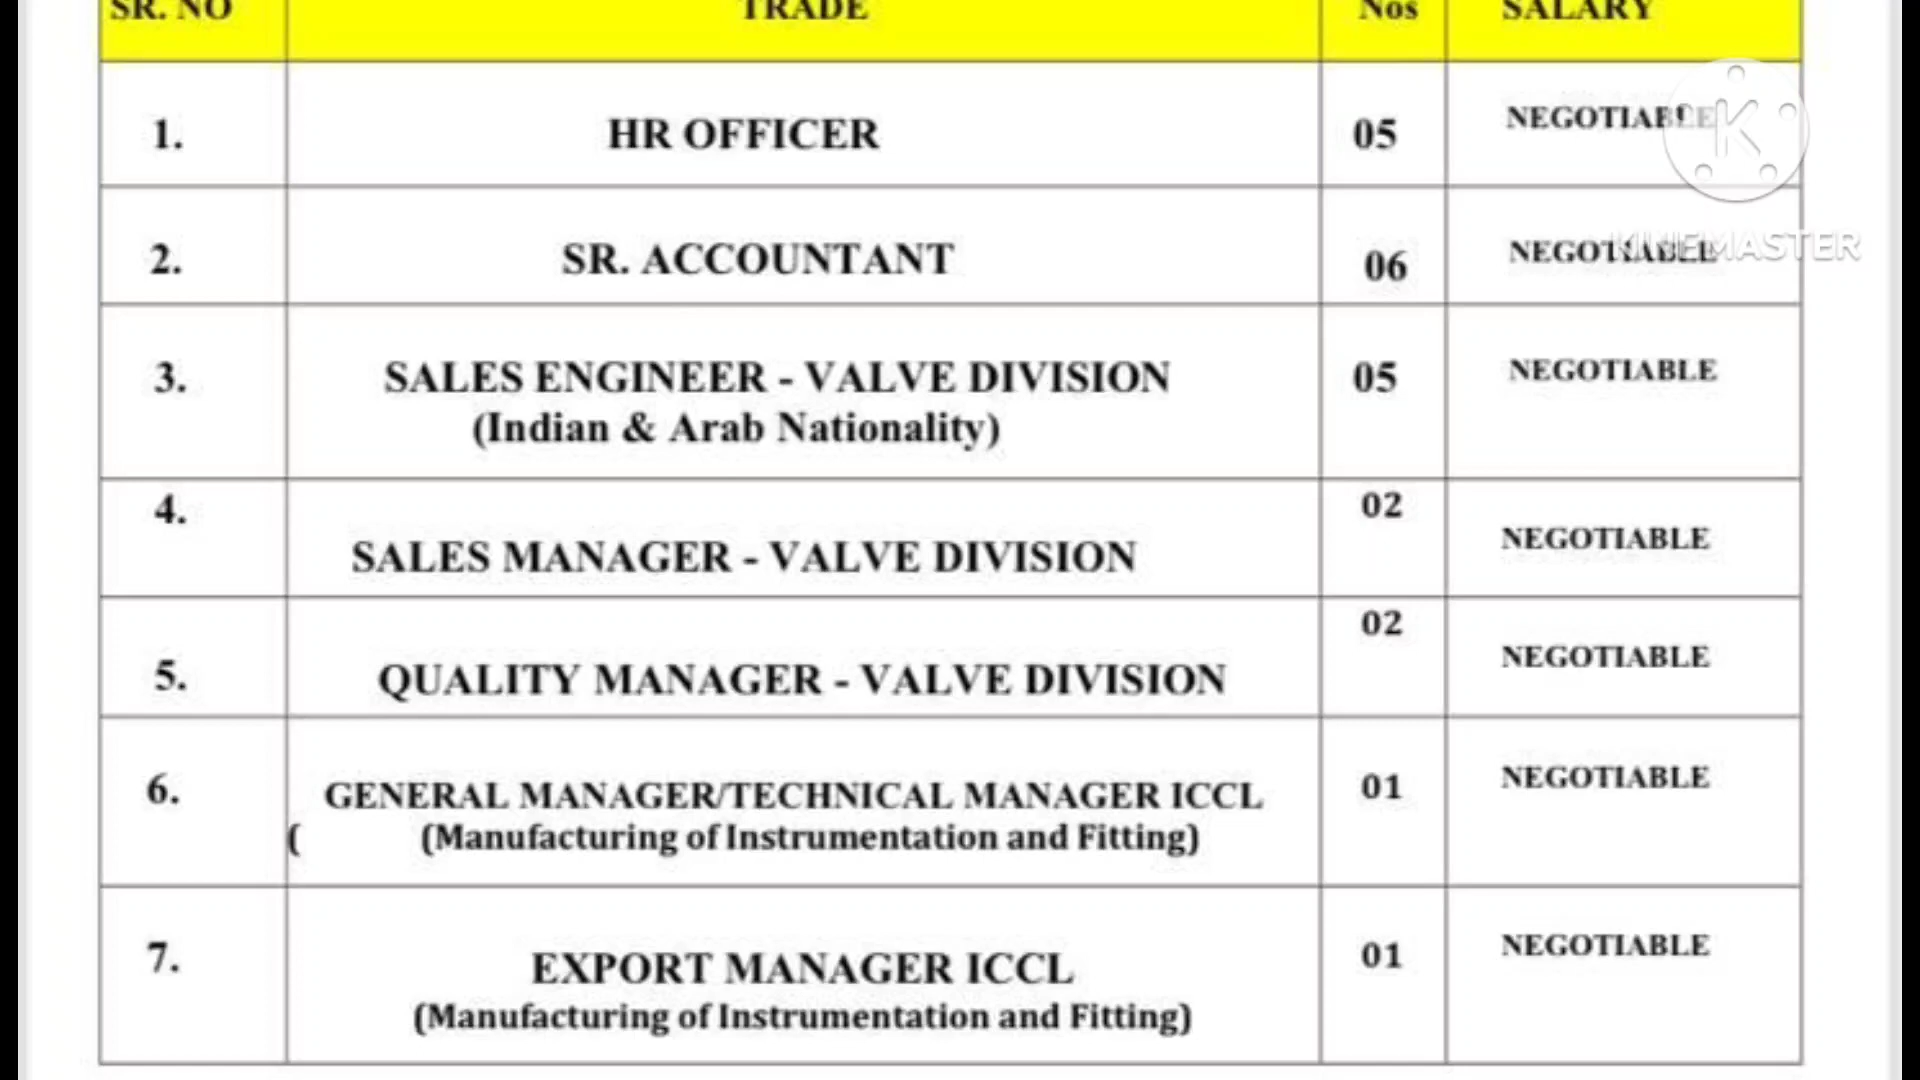 SR. NO TRADE Nos SALARY
1. HR OFFICER 05 NEGOTIABLE
2. SR. ACCOUNTANT 06 NEGOTIABLE
3. SALES ENGINEER - VALVE DIVISION 05 NEGOTIABLE
(Indian & Arab Nationality)
4. SALES MANAGER - VALVE DIVISION 02 NEGOTIABLE
5. QUALITY MANAGER - VALVE DIVISION 02 NEGOTIABLE
6. GENERAL MANAGER/TECHNICAL MANAGER ICCL 01 NEGOTIABLE
( (Manufacturing of Instrumentation and Fitting)
7. EXPORT MANAGER ICCL 01 NEGOTIABLE
(Manufacturing of Instrumentation and Fitting)
K
KINEMASTER